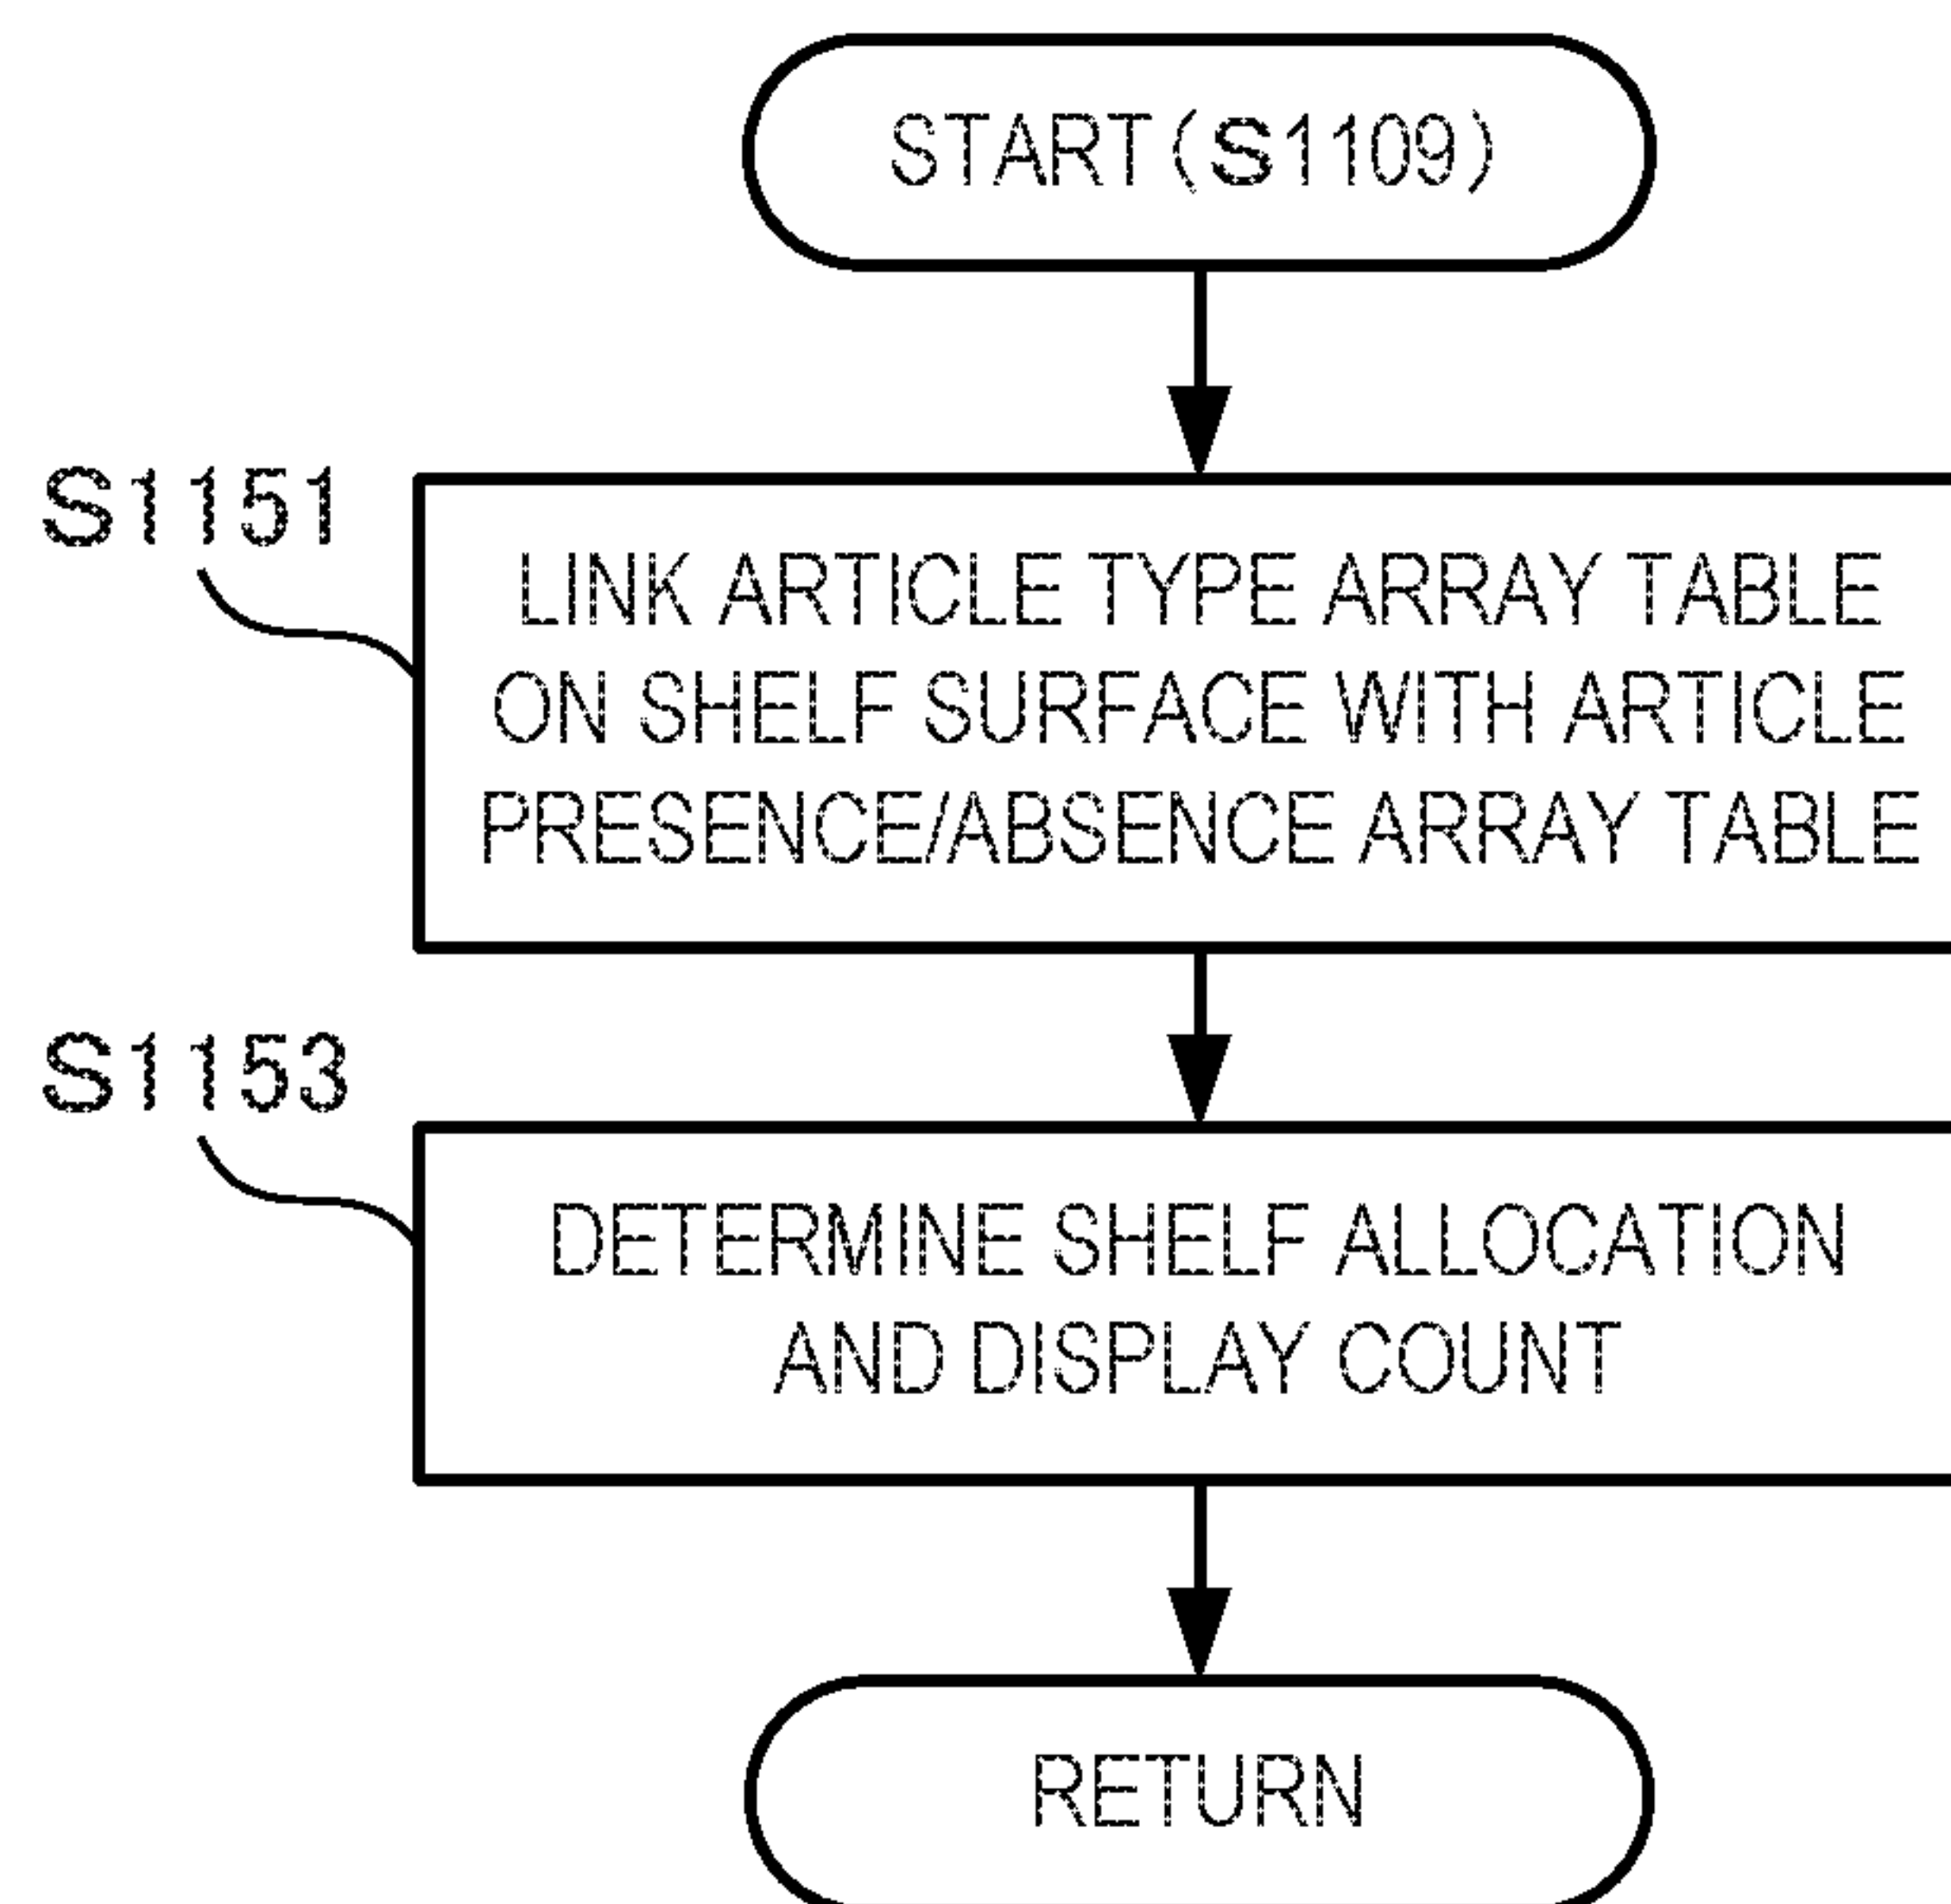 START(S1109)
S1151
LINK ARTICLE TYPE ARRAY TABLE
ON SHELF SURFACE WITH ARTICLE
PRESENCE/ABSENCE ARRAY TABLE
S1153
DETERMINE SHELF ALLOCATION
AND DISPLAY COUNT
RETURN